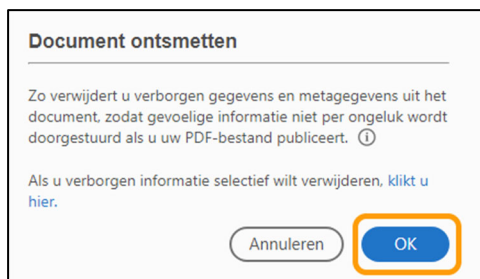 Document ontsmetten
Zo verwijdert u verborgen gegevens en metagegevens uit het
document, zodat gevoelige informatie niet per ongeluk wordt
doorgestuurd als u uw PDF-bestand publiceert. ⓘ
Als u verborgen informatie selectief wilt verwijderen, klikt u
hier.
Annuleren OK